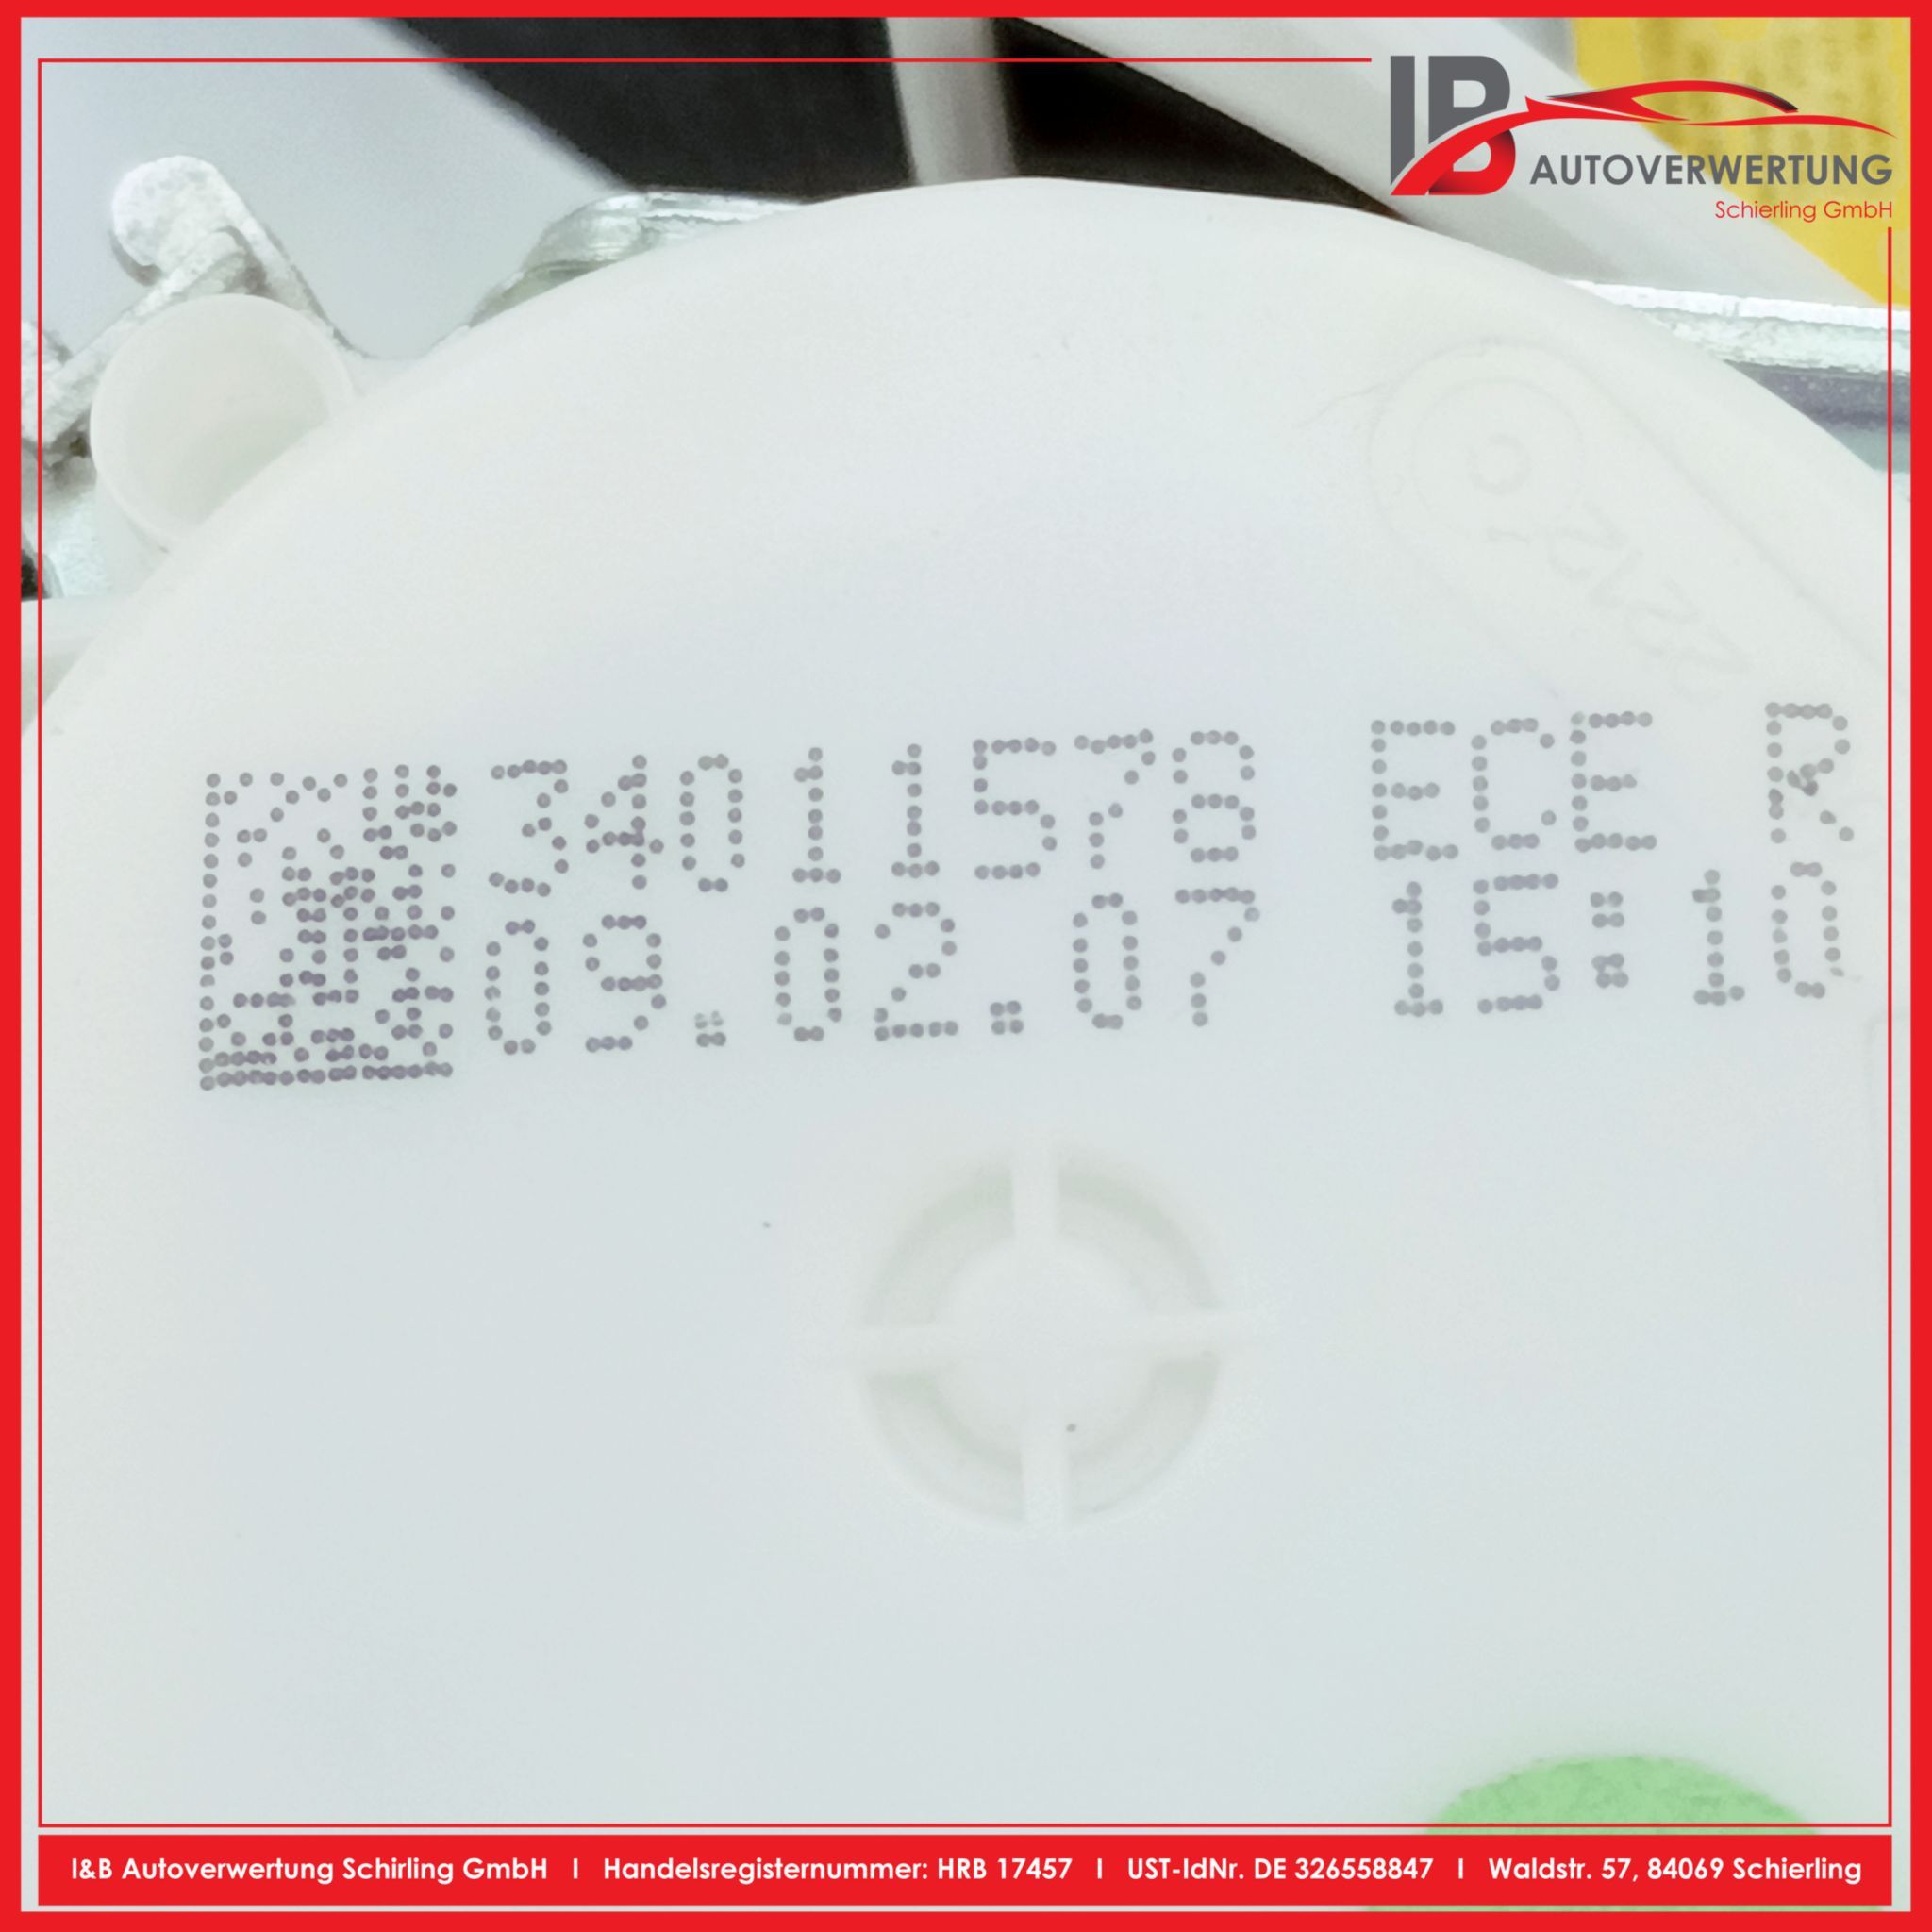 IB
AUTOVERWERTUNG
Schierling GmbH
34011578 ECE R
09.02.07 15:10
I&B Autoverwertung Schirling GmbH I Handelsregisternummer: HRB 17457 I UST-IdNr. DE 326558847 I Waldstr. 57, 84069 Schierling